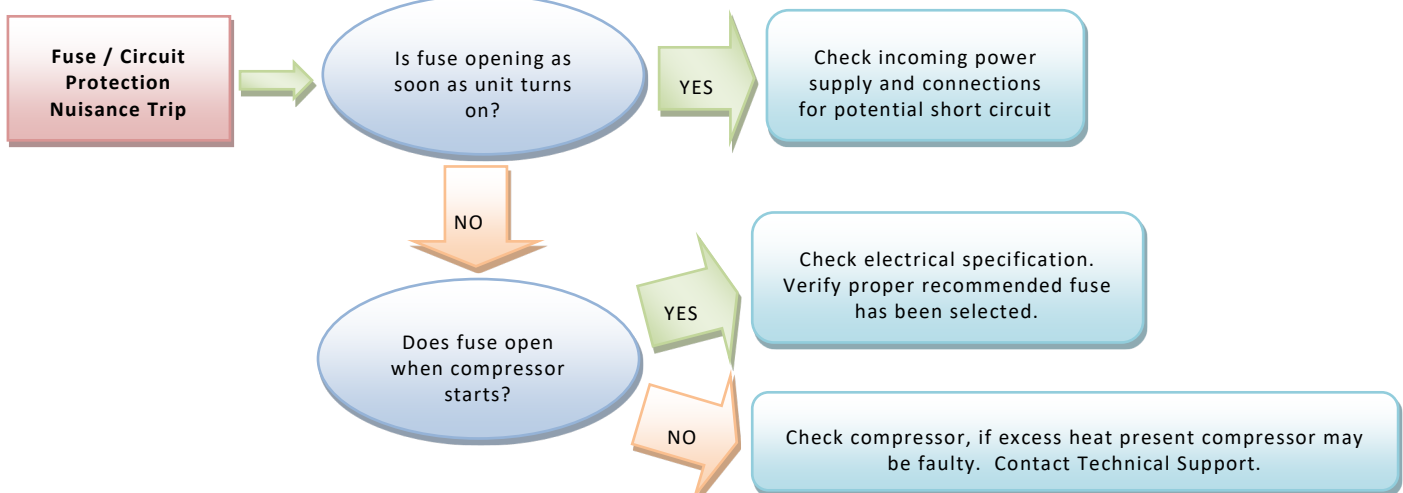 Fuse / Circuit
Protection
Nuisance Trip
Is fuse opening as
soon as unit turns
on?
YES
Check incoming power
supply and connections
for potential short circuit
NO
Does fuse open
when compressor
starts?
YES
Check electrical specification.
Verify proper recommended fuse
has been selected.
NO
Check compressor, if excess heat present compressor may
be faulty. Contact Technical Support.